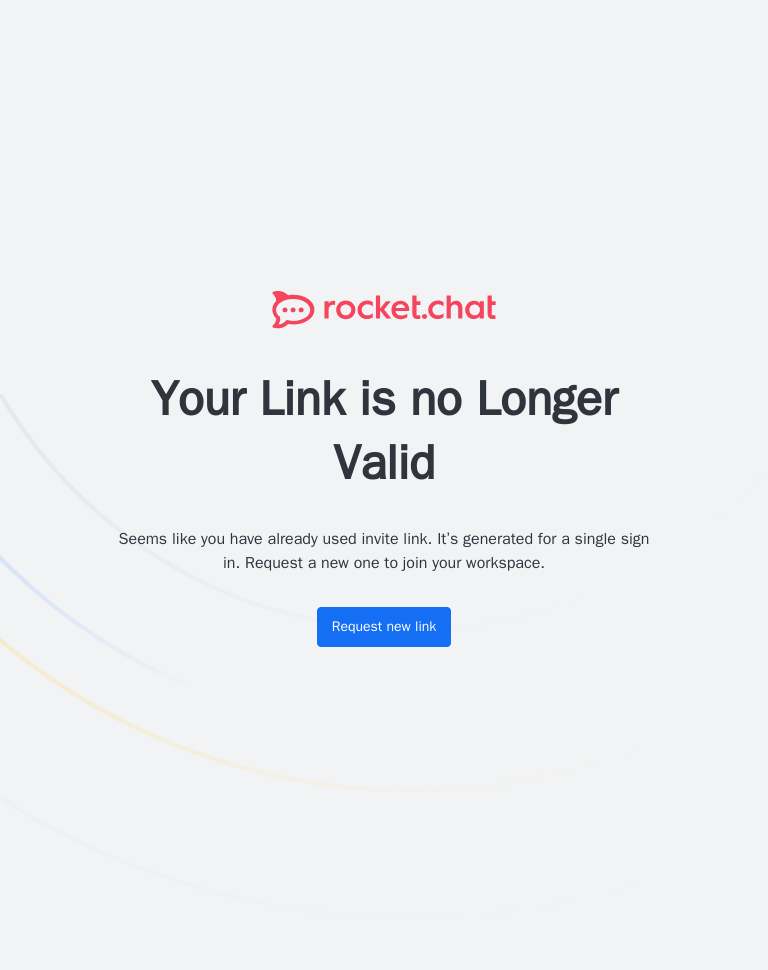 rocket.chat
Your Link is no Longer
Valid
Seems like you have already used invite link. It's generated for a single sign
in. Request a new one to join your workspace.
Request new link